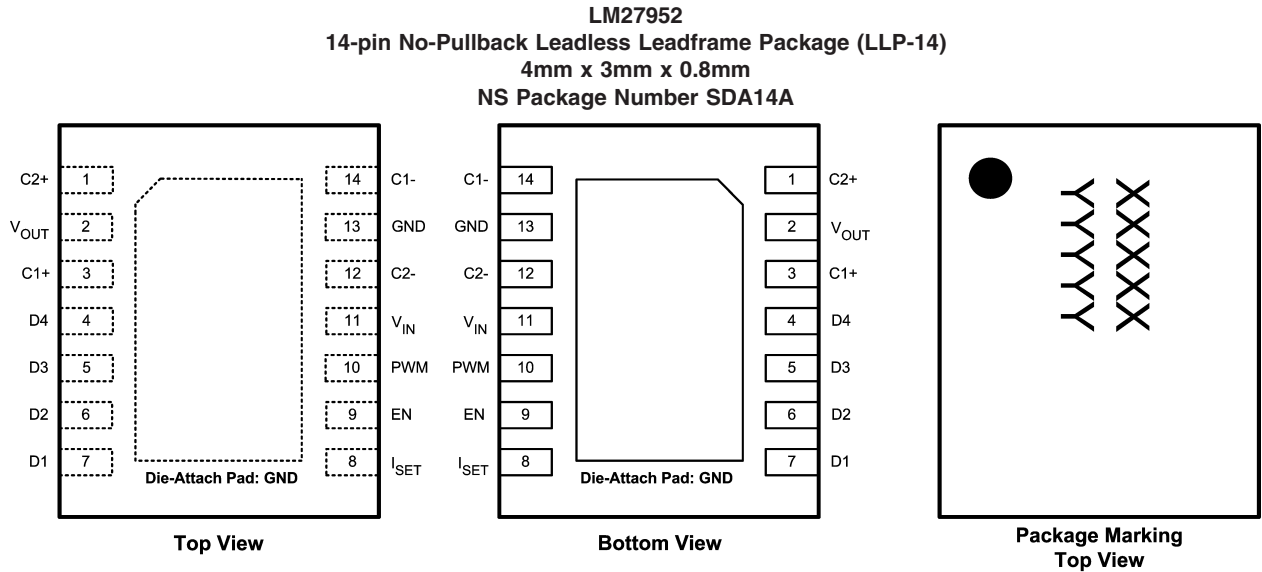 LM27952
14-pin No-Pullback Leadless Leadframe Package (LLP-14)
4mm x 3mm x 0.8mm
NS Package Number SDA14A
C2+ 1 14 C1-
VOUT 2 13 GND
C1+ 3 12 C2-
D4 4 11 VIN
D3 5 10 PWM
D2 6 9 EN
D1 7 8 ISET
Die-Attach Pad: GND
Top View
C1- 14 1 C2+
GND 13 2 VOUT
C2- 12 3 C1+
VIN 11 4 D4
PWM 10 5 D3
EN 9 6 D2
ISET 8 7 D1
Die-Attach Pad: GND
Bottom View
XXXXX
YYYYY
Package Marking
Top View